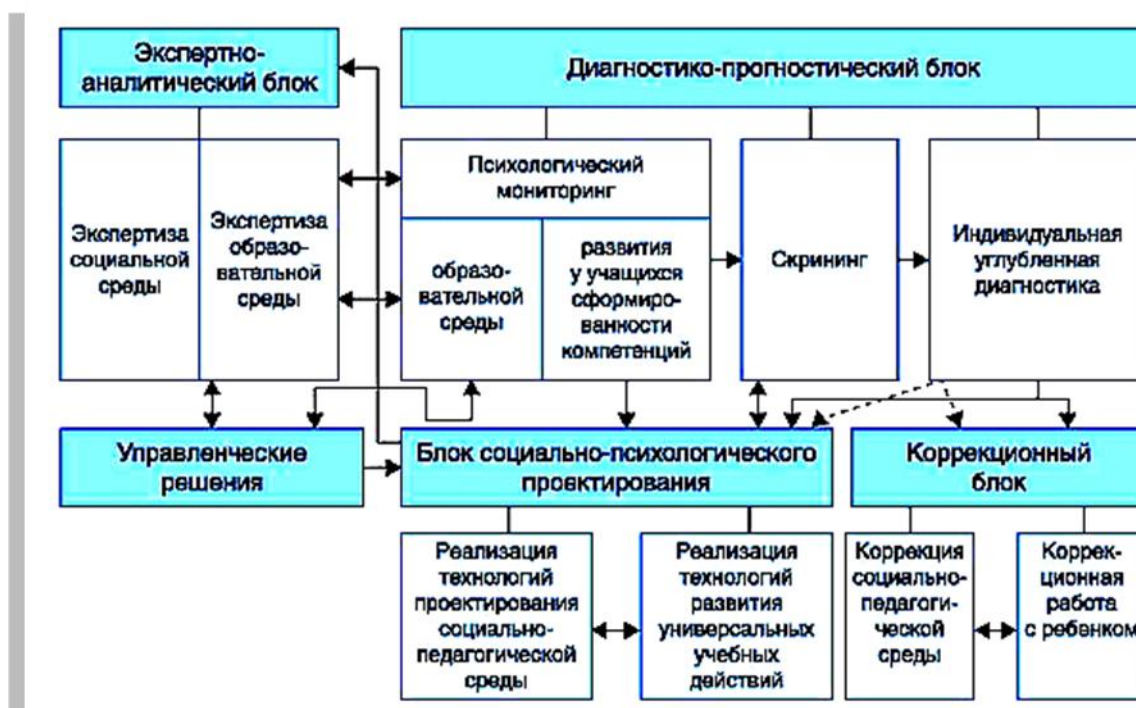 Экспертно-
аналитический блок
Диагностико-прогностический блок
Экспертиза
социальной
среды
Экспертиза
образо-
вательной
среды
Психологический
мониторинг
образо-
вательной
среды
развития
у учащихся
сформиро-
ванности
компетенций
Скрининг
Индивидуальная
углубленная
диагностика
Управленческие
решения
Блок социально-психологического
проектирования
Коррекционный
блок
Реализация
технологий
проектирования
социально-
педагогической
среды
Реализация
технологий
развития
универсальных
учебных
действий
Коррекция
социально-
педагоги-
ческой
среды
Коррек-
ционная
работа
с ребенком